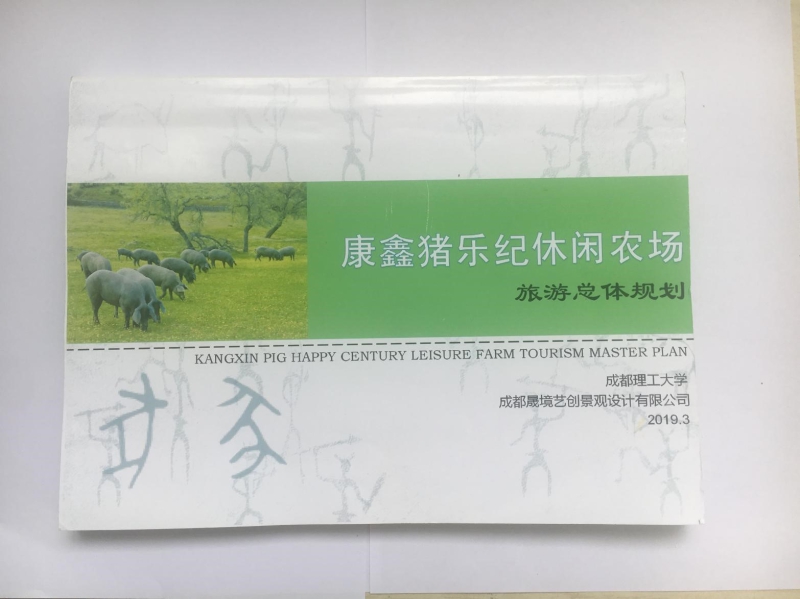 康鑫猪乐纪休闲农场
旅游总体规划
KANGXIN PIG HAPPY CENTURY LEISURE FARM TOURISM MASTER PLAN
成都理工大学
成都晟境艺创景观设计有限公司
2019.3